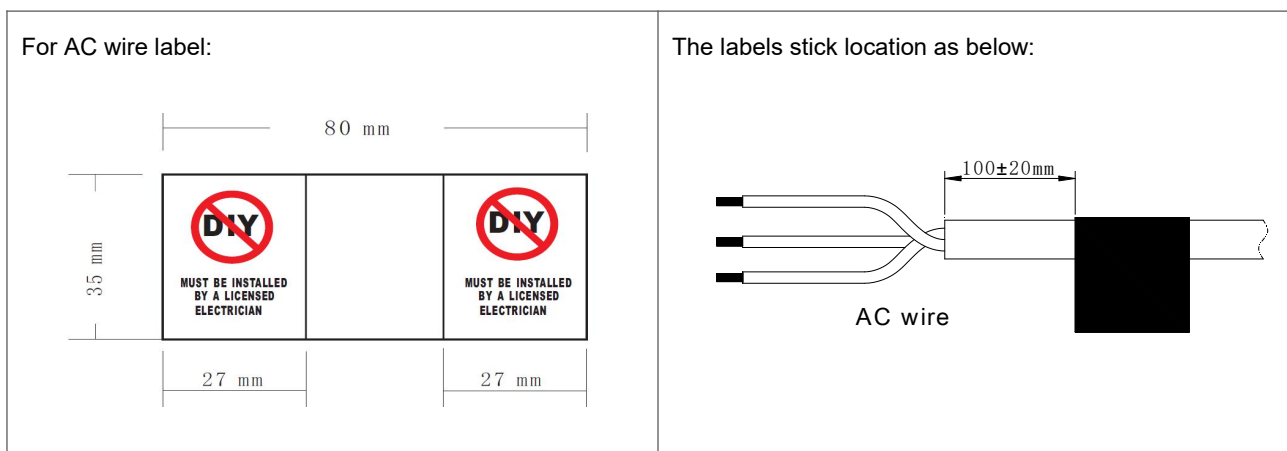 For AC wire label:
80 mm
35 mm
DIY
MUST BE INSTALLED
BY A LICENSED
ELECTRICIAN
DIY
MUST BE INSTALLED
BY A LICENSED
ELECTRICIAN
27 mm
27 mm
The labels stick location as below:
100±20mm
AC wire